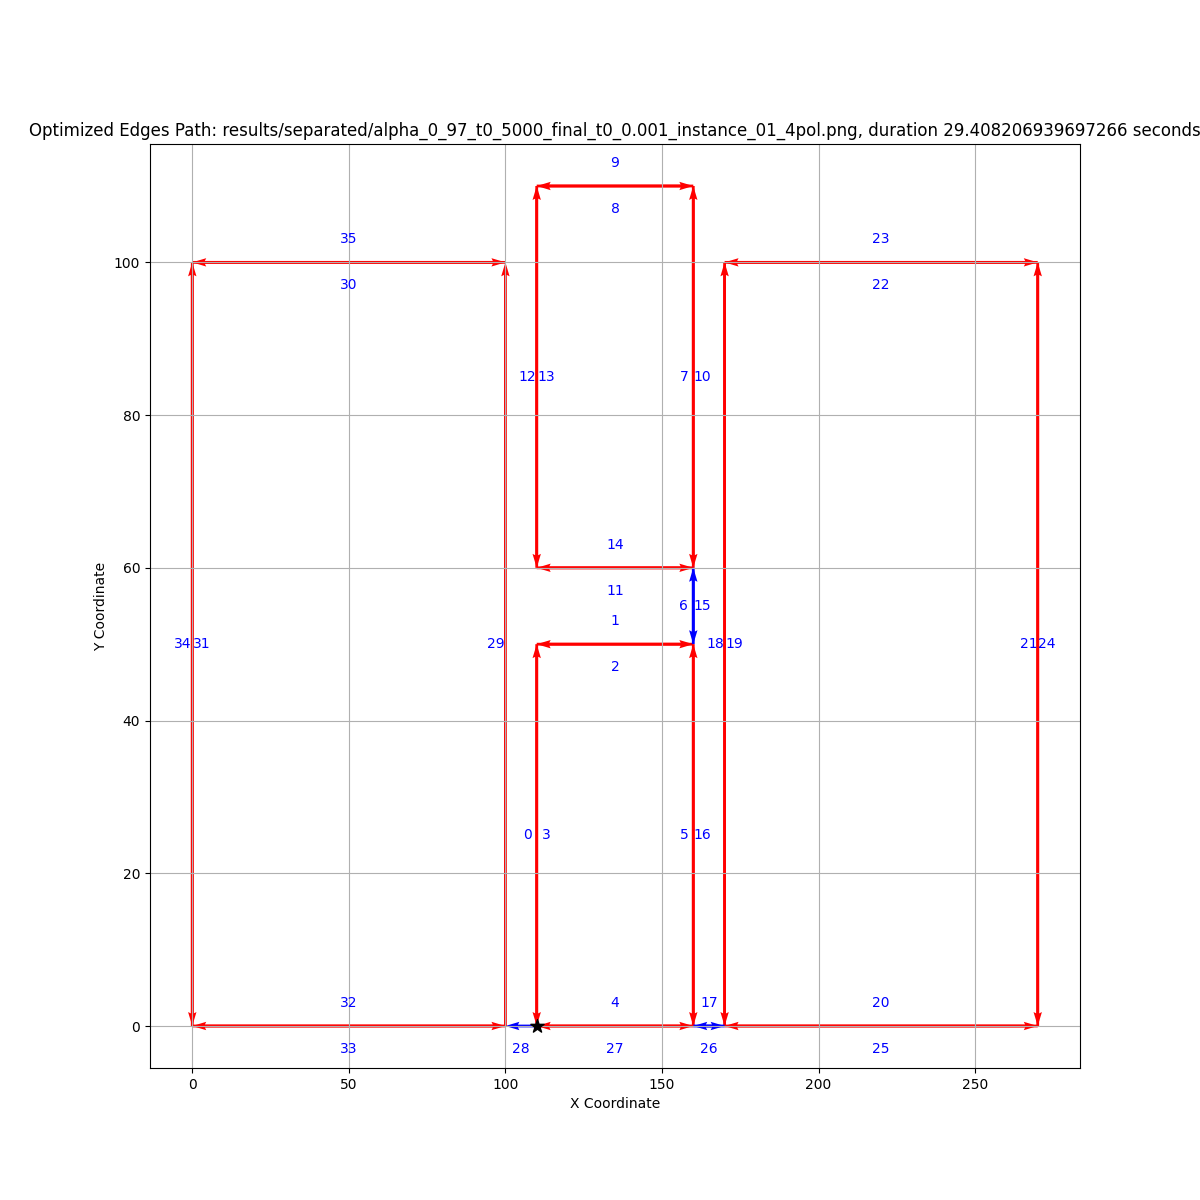 Optimized Edges Path: results/separated/alpha_0_97_t0_5000_final_t0_0.001_instance_01_4pol.png, duration 29.408206939697266 seconds
9
8
35 23
100
30 22
12 13 7 10
80
14
60
11
6 15
1
34 31 29 18 19 21 24
2
40
0 3 5 16
20
32 4 17 20
0
33 28 27 26 25
0 50 100 150 200 250
X Coordinate
Y Coordinate